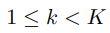 1 ≤ k < K